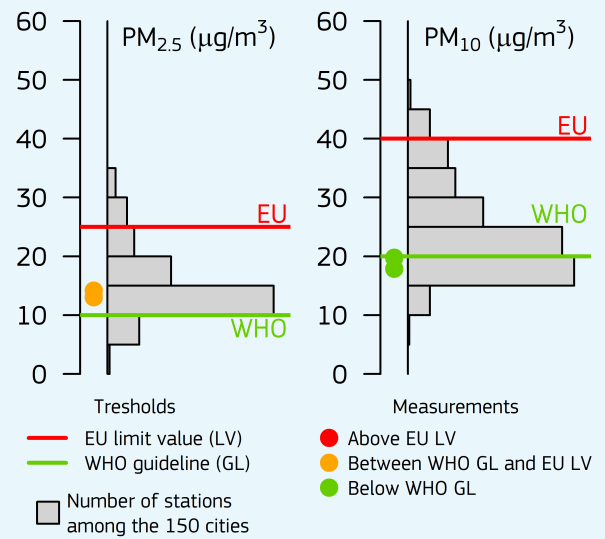 PM2.5 (µg/m³)
60
50
40
30
20
10
0
EU
WHO
PM10 (µg/m³)
60
50
40
30
20
10
0
EU
WHO
Tresholds
EU limit value (LV)
WHO guideline (GL)
Number of stations
among the 150 cities
Measurements
Above EU LV
Between WHO GL and EU LV
Below WHO GL